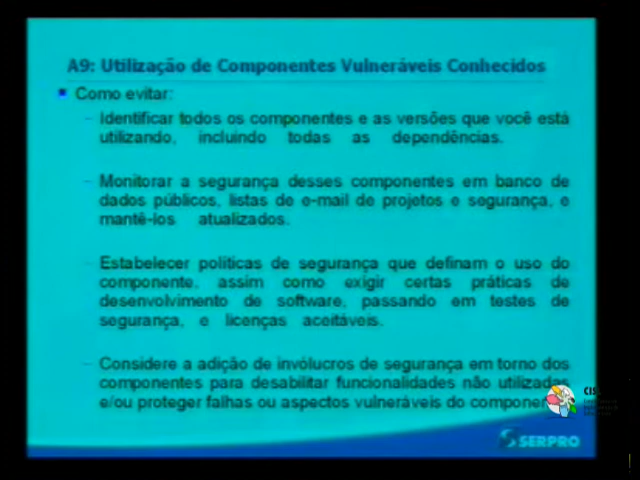 A9: Utilização de Componentes Vulneráveis Conhecidos
Como evitar:
– Identificar todos os componentes e as versões que você está
utilizando, incluindo todas as dependências.
– Monitorar a segurança desses componentes em banco de
dados públicos, listas de e-mail de projetos e segurança, e
mantê-los atualizados.
– Estabelecer políticas de segurança que definam o uso do
componente, assim como exigir certas práticas de
desenvolvimento de software, passando em testes de
segurança, e licenças aceitáveis.
– Considere a adição de invólucros de segurança em torno dos
componentes para desabilitar funcionalidades não
e/ou proteger falhas ou aspectos vulneráveis do
SERPRO